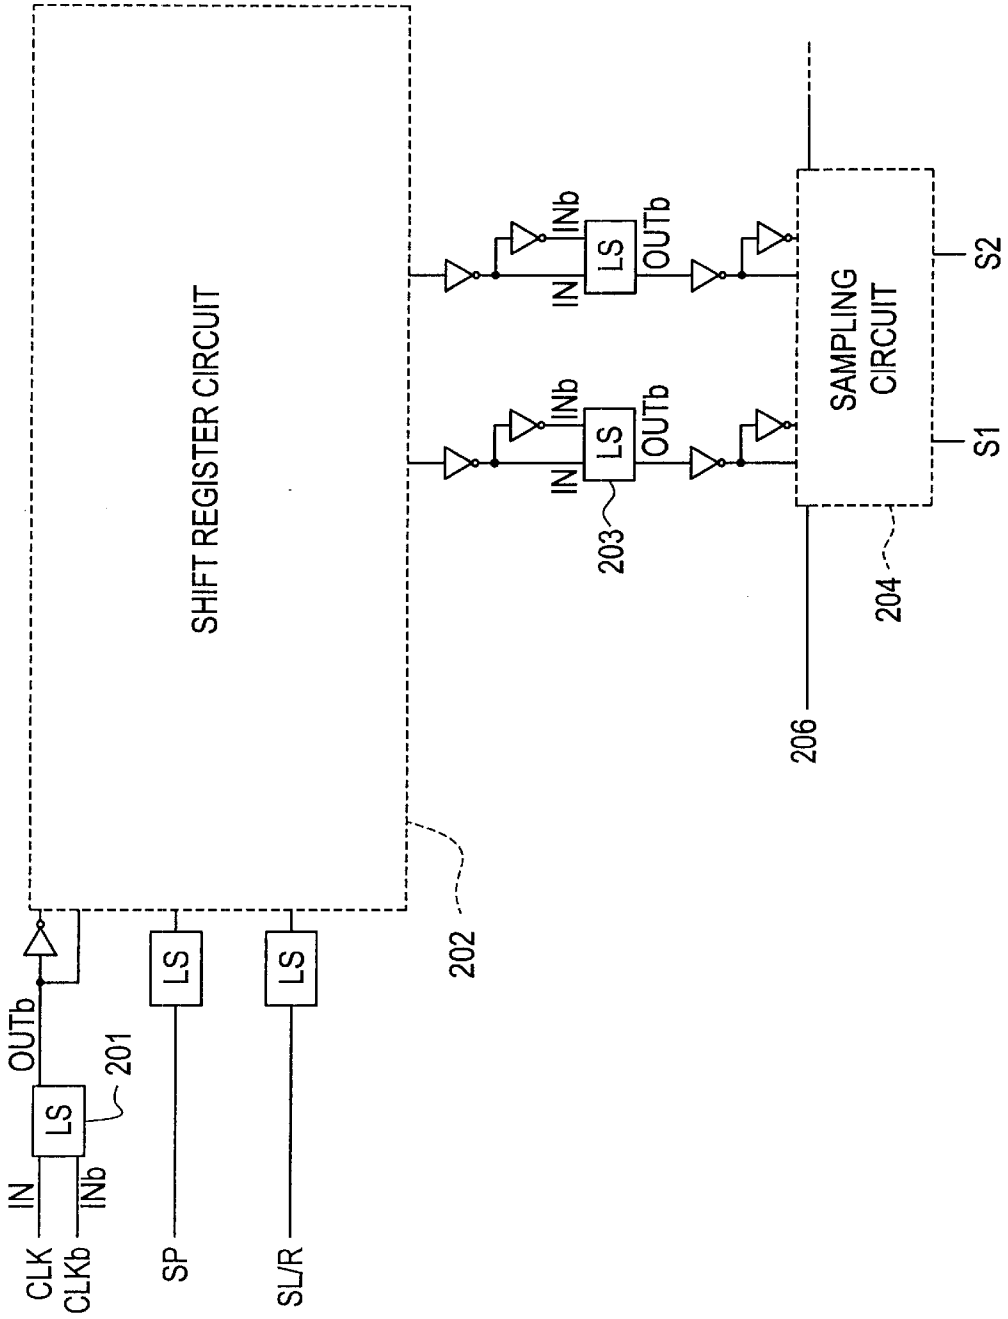 CLK
CLKb
IN
INb
LS
201
OUTb
SP
LS
SL/R
LS
202
SHIFT REGISTER CIRCUIT
IN
INb
LS
203
OUTb
IN
INb
LS
OUTb
206
204
SAMPLING
CIRCUIT
S1
S2